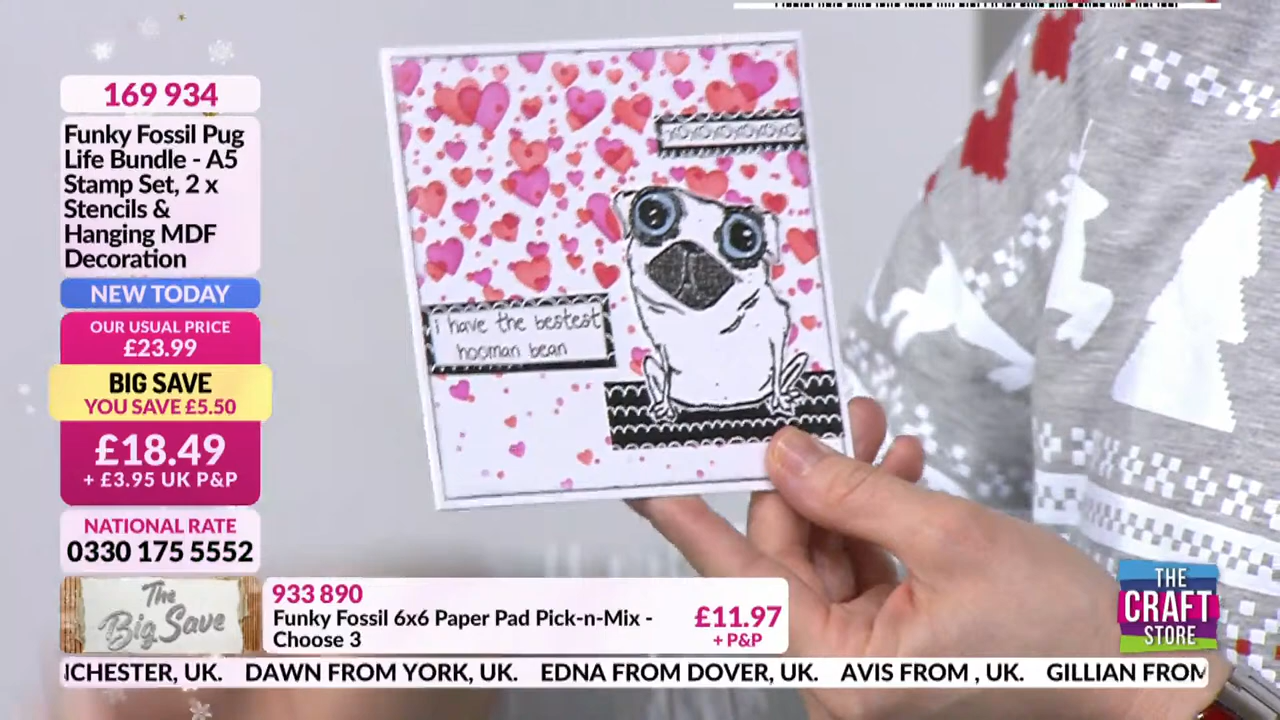 169 934
Funky Fossil Pug
Life Bundle - A5
Stamp Set, 2 x
Stencils &
Hanging MDF
Decoration
NEW TODAY
OUR USUAL PRICE
£23.99
BIG SAVE
YOU SAVE £5.50
£18.49
+ £3.95 UK P&P
NATIONAL RATE
0330 175 5552
xoxoxoxoxoxo
i have the bestest
hooman bean
The
Big Save
933 890
Funky Fossil 6x6 Paper Pad Pick-n-Mix -
Choose 3
£11.97
+ P&P
THE
CRAFT
STORE
ICHESTER, UK. DAWN FROM YORK, UK. EDNA FROM DOVER, UK. AVIS FROM , UK. GILLIAN FROM